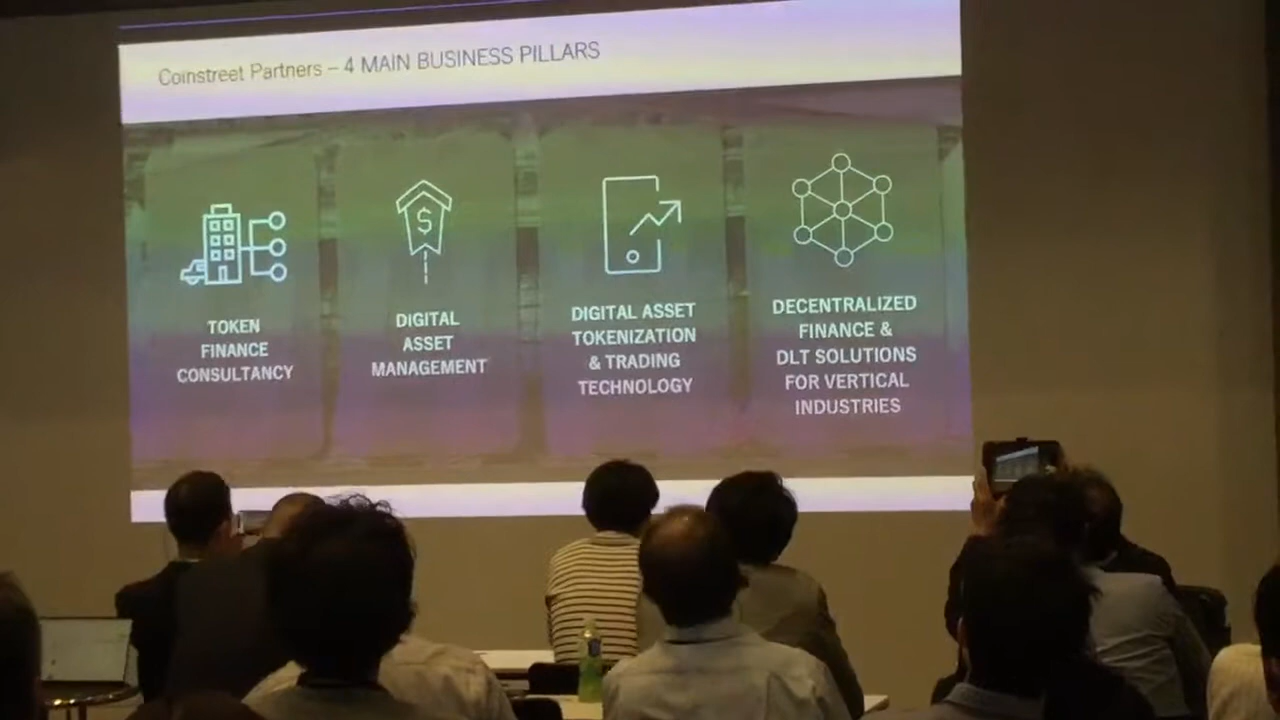 Coinstreet Partners – 4 MAIN BUSINESS PILLARS
$
TOKEN
FINANCE
CONSULTANCY
DIGITAL
ASSET
MANAGEMENT
DIGITAL ASSET
TOKENIZATION
& TRADING
TECHNOLOGY
DECENTRALIZED
FINANCE &
DLT SOLUTIONS
FOR VERTICAL
INDUSTRIES